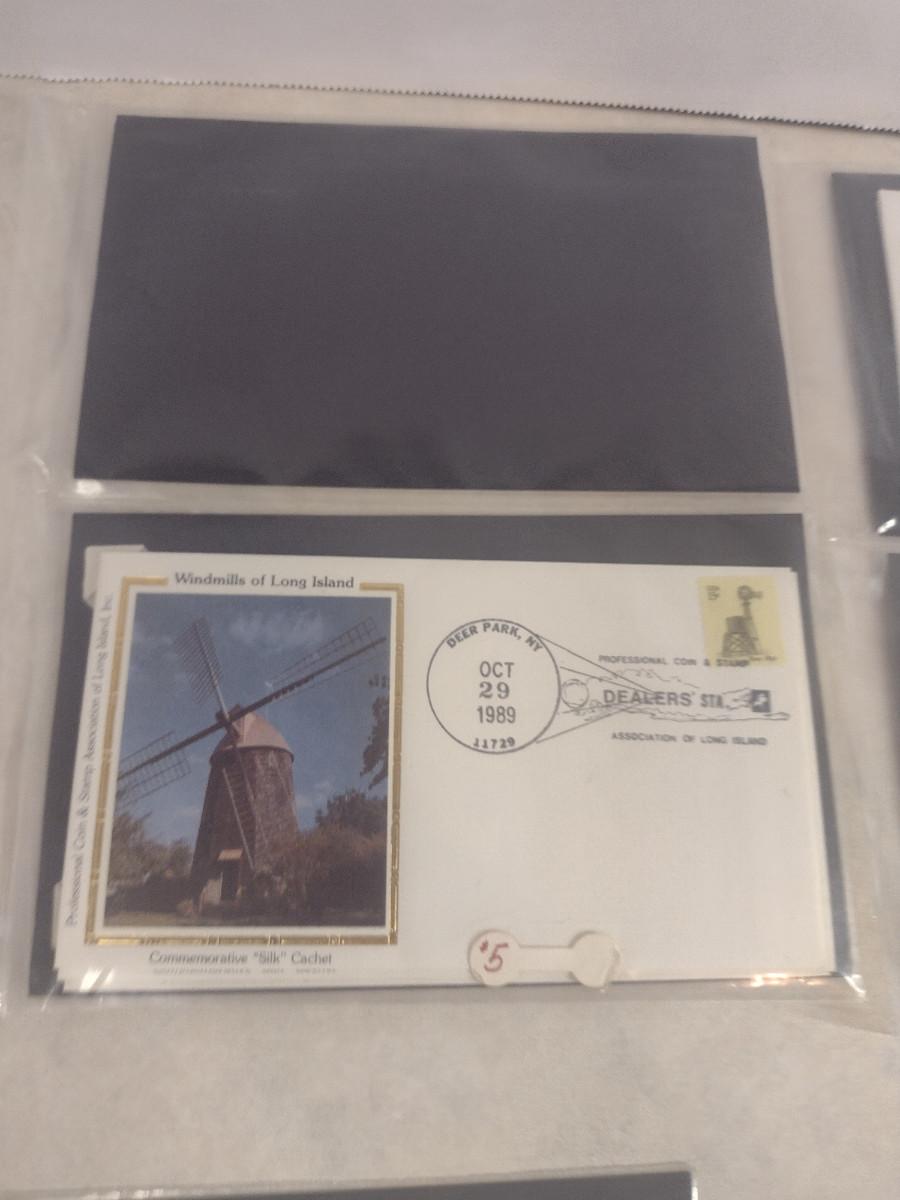 Windmills of Long Island
Professional Coin & Stamp Association of Long Island, Inc.
Commemorative "Silk" Cachet
DEER PARK, NY
OCT
29
1989
11729
PROFESSIONAL COIN & STAMP
DEALERS' STA.
ASSOCIATION OF LONG ISLAND
$5